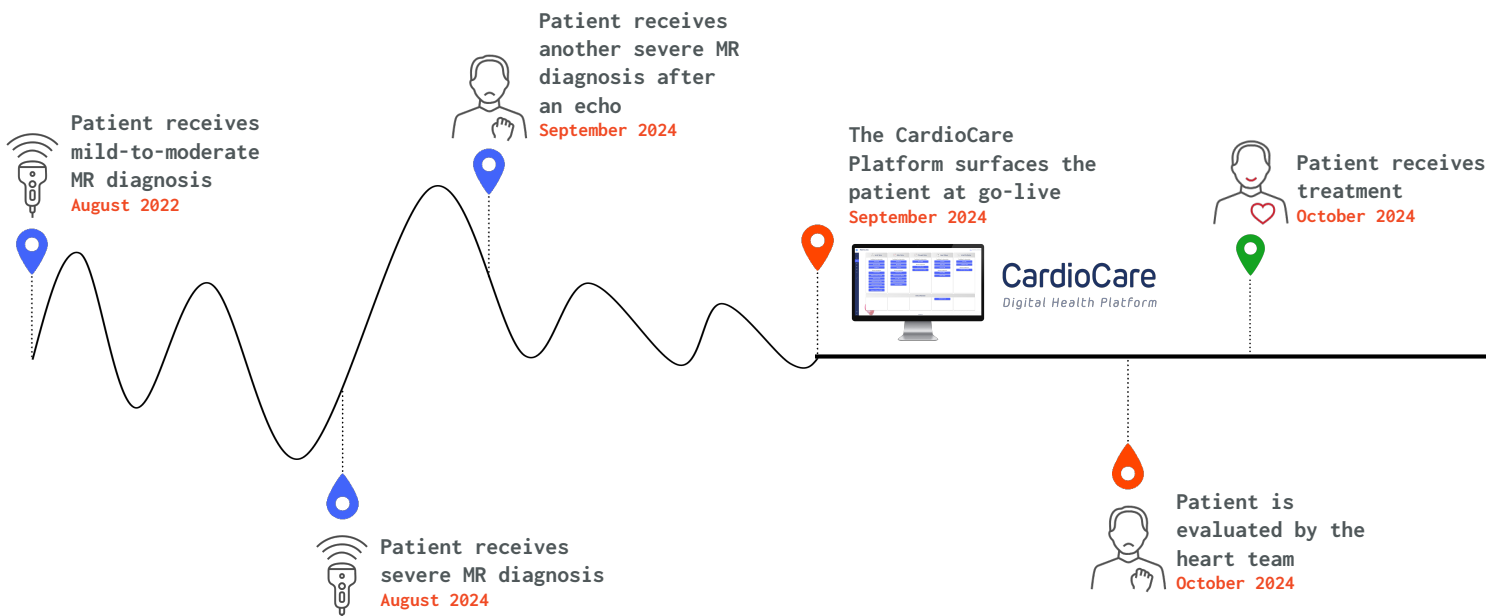 Patient receives
mild-to-moderate
MR diagnosis
August 2022
Patient receives
severe MR diagnosis
August 2024
Patient receives
another severe MR
diagnosis after
an echo
September 2024
The CardioCare
Platform surfaces the
patient at go-live
September 2024
CardioCare
Digital Health Platform
Patient is
evaluated by the
heart team
October 2024
Patient receives
treatment
October 2024